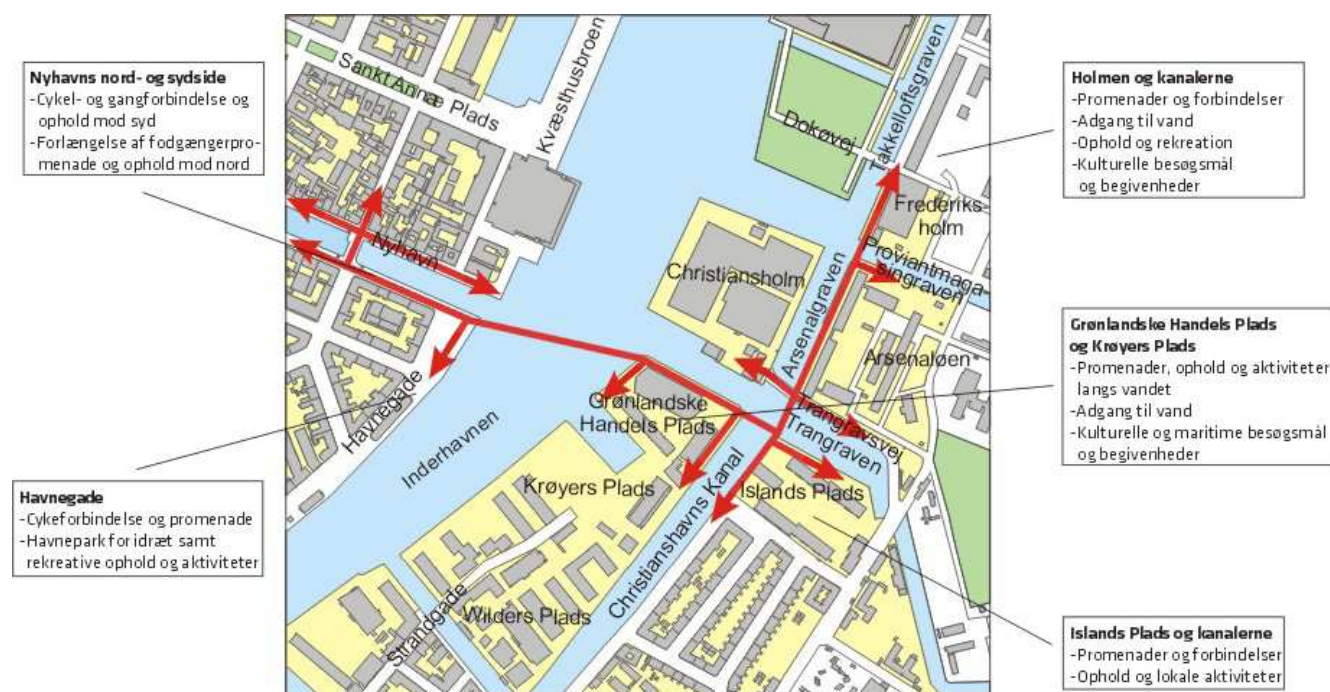 Nyhavns nord- og sydside
-Cykel- og gangforbindelse og
ophold mod syd
-Forlængelse af fodgængerpro-
menade og ophold mod nord
Havnegade
-Cykeforbindelse og promenade
-Havnepark for idræt samt
rekreative ophold og aktiviteter
Sankt Annæ Plads
Kvæsthusbroen
Nyhavn
Havnegade
Inderhavnen
Dokøvej
Takkelloftsgraven
Frederiks-
holm
Proviantmaga-
singraven
Christiansholm
Arsenalgraven
Arsenaløen
Grønlandske
Handels Plads
Trangravsvej
Trangraven
Krøyers Plads
Islands Plads
Christianshavns Kanal
Wilders Plads
Strandgade
Holmen og kanalerne
-Promenader og forbindelser
-Adgang til vand
-Ophold og rekreation
-Kulturelle besøgsmål
og begivenheder
Grønlandske Handels Plads
og Krøyers Plads
-Promenader, ophold og aktiviteter
langs vandet
-Adgang til vand
-Kulturelle og maritime besøgsmål
og begivenheder
Islands Plads og kanalerne
-Promenader og forbindelser
-Ophold og lokale aktiviteter